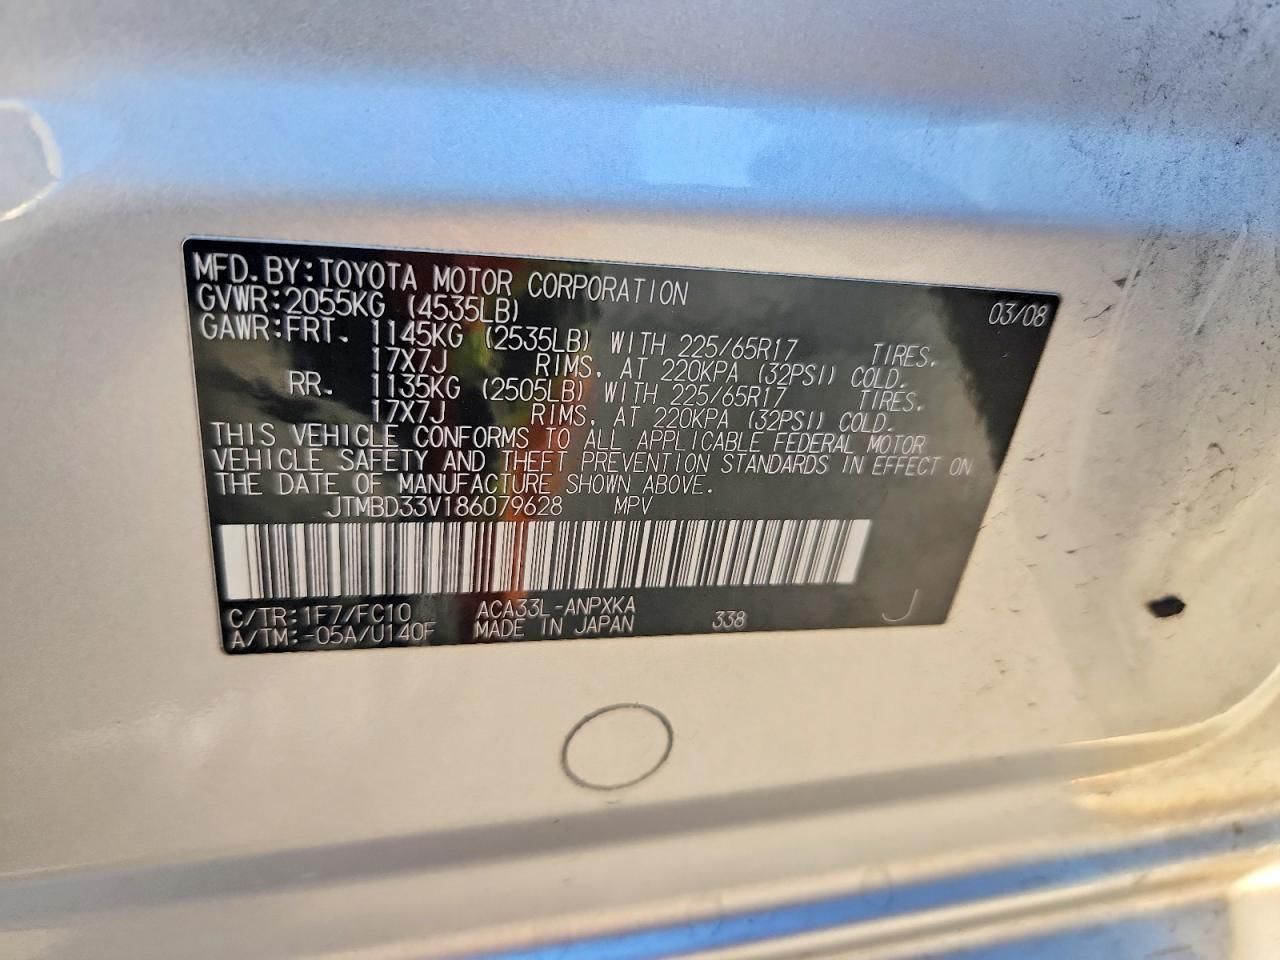 MFD. BY: TOYOTA MOTOR CORPORATION 03/08
GVWR: 2055KG (4535LB)
GAWR: FRT. 1145KG (2535LB) WITH 225/65R17 TIRES.
17X7J RIMS, AT 220KPA (32PSI) COLD.
RR. 1135KG (2505LB) WITH 225/65R17 TIRES.
17X7J RIMS, AT 220KPA (32PSI) COLD.
THIS VEHICLE CONFORMS TO ALL APPLICABLE FEDERAL MOTOR
VEHICLE SAFETY AND THEFT PREVENTION STANDARDS IN EFFECT ON
THE DATE OF MANUFACTURE SHOWN ABOVE.
JTMBD33V186079628 MPV
C/TR: 1F7/FC10 ACA33L-ANPXKA 338 J
A/TM: -05A/U140F MADE IN JAPAN